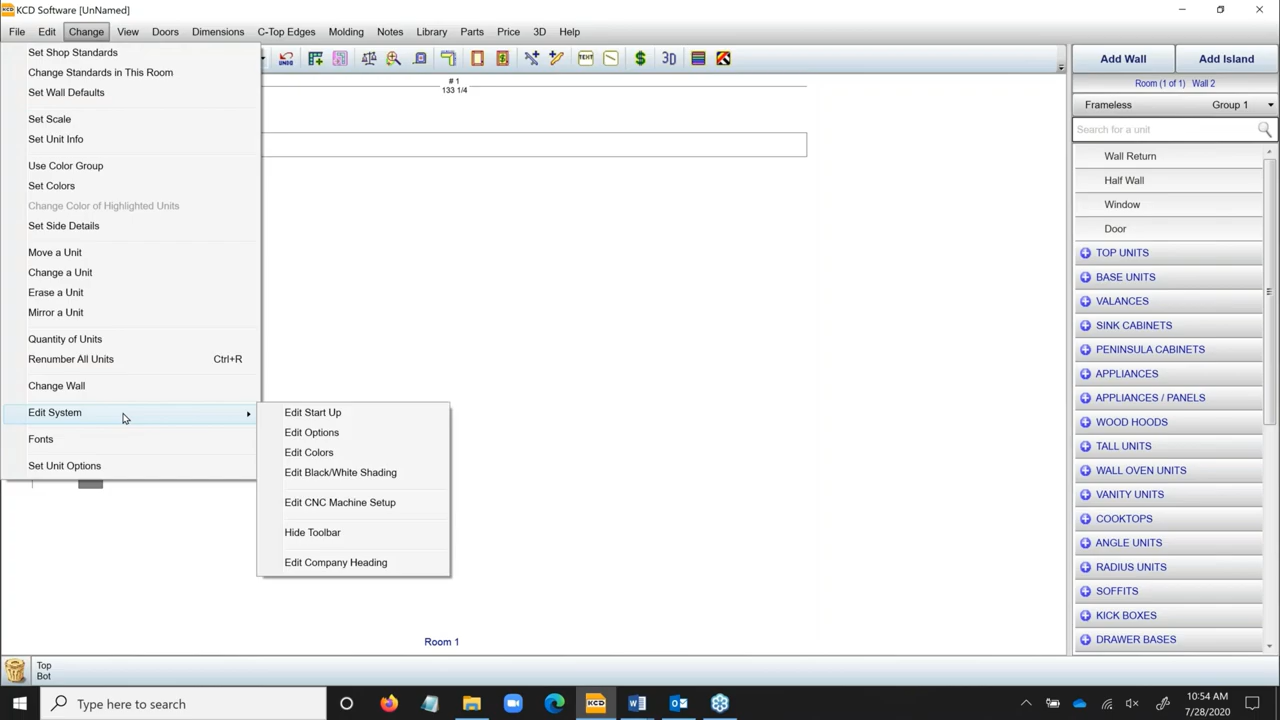 KCD Software [UnNamed]
File Edit Change View Doors Dimensions C-Top Edges Molding Notes Library Parts Price 3D Help
Set Shop Standards
Change Standards in This Room
Set Wall Defaults
Set Scale
Set Unit Info
Use Color Group
Set Colors
Change Color of Highlighted Units
Set Side Details
Move a Unit
Change a Unit
Erase a Unit
Mirror a Unit
Quantity of Units
Renumber All Units Ctrl+R
Change Wall
Edit System
Fonts
Set Unit Options
Edit Start Up
Edit Options
Edit Colors
Edit Black/White Shading
Edit CNC Machine Setup
Hide Toolbar
Edit Company Heading
UNDO
TEXT
$
3D
# 1
133 1/4
Room 1
Add Wall Add Island
Room (1 of 1) Wall 2
Frameless Group 1
Search for a unit
Wall Return
Half Wall
Window
Door
TOP UNITS
BASE UNITS
VALANCES
SINK CABINETS
PENINSULA CABINETS
APPLIANCES
APPLIANCES / PANELS
WOOD HOODS
TALL UNITS
WALL OVEN UNITS
VANITY UNITS
COOKTOPS
ANGLE UNITS
RADIUS UNITS
SOFFITS
KICK BOXES
DRAWER BASES
Top
Bot
Type here to search
KCD
10:54 AM
7/28/2020